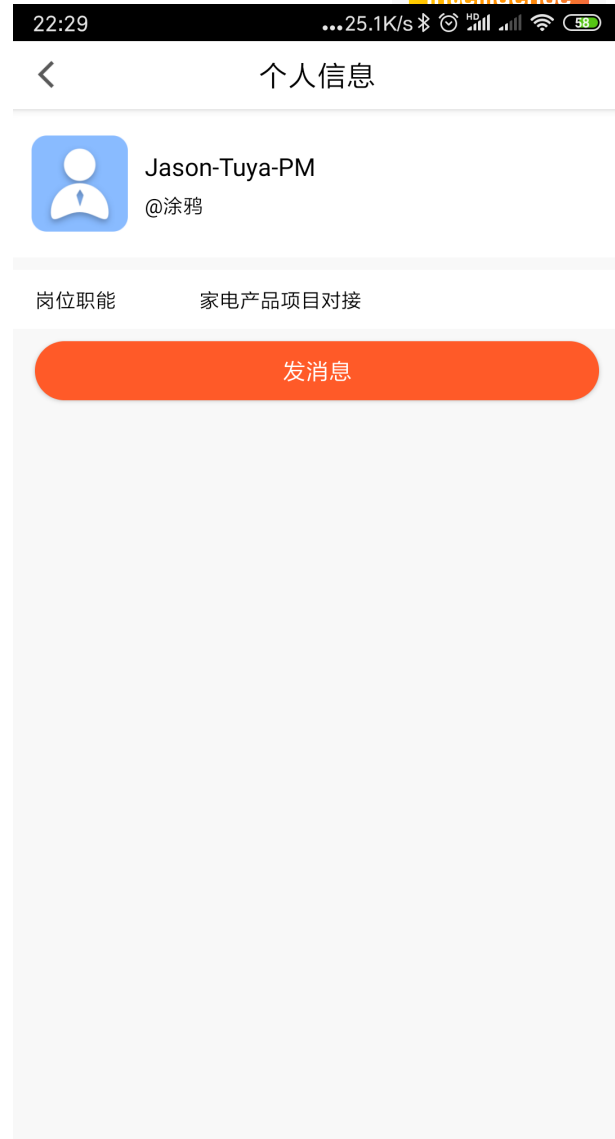 22:29
...25.1K/s HD 58
个人信息
Jason-Tuya-PM
@涂鸦
岗位职能 家电产品项目对接
发消息